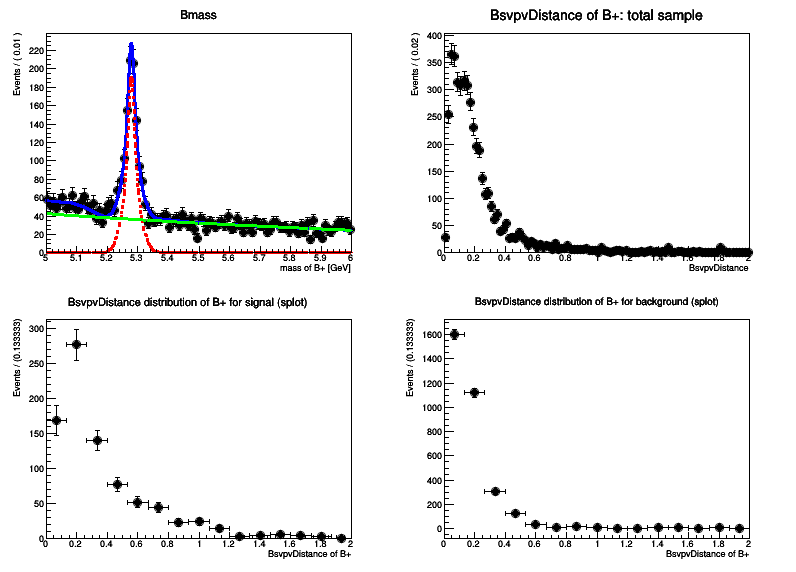 Bmass
Events / ( 0.01 )
220
200
180
160
140
120
100
80
60
40
20
0
5 5.1 5.2 5.3 5.4 5.5 5.6 5.7 5.8 5.9 6
mass of B+ [GeV]
BsvpvDistance of B+: total sample
Events / ( 0.02 )
400
350
300
250
200
150
100
50
0
0 0.2 0.4 0.6 0.8 1 1.2 1.4 1.6 1.8 2
BsvpvDistance
BsvpvDistance distribution of B+ for signal (splot)
Events / (0.133333)
300
250
200
150
100
50
0
0 0.2 0.4 0.6 0.8 1 1.2 1.4 1.6 1.8 2
BsvpvDistance of B+
BsvpvDistance distribution of B+ for background (splot)
Events / (0.133333)
1600
1400
1200
1000
800
600
400
200
0
0 0.2 0.4 0.6 0.8 1 1.2 1.4 1.6 1.8 2
BsvpvDistance of B+